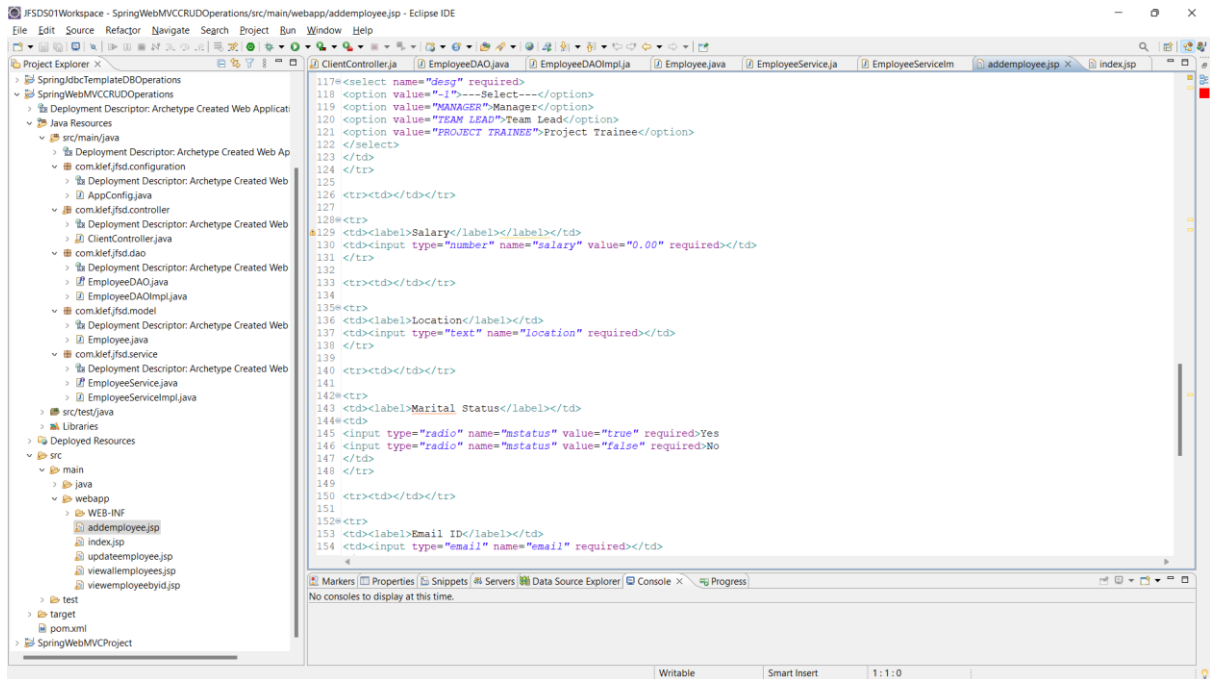 JFSDS01Workspace - SpringWebMVCCRUDOperations/src/main/webapp/addemployee.jsp - Eclipse IDE
File Edit Source Refactor Navigate Search Project Run Window Help
Project Explorer
SpringJdbcTemplateDBOperations
SpringWebMVCCRUDOperations
Deployment Descriptor: Archetype Created Web Applicati
Java Resources
src/main/java
Deployment Descriptor: Archetype Created Web Ap
com.klef.jfsd.configuration
Deployment Descriptor: Archetype Created Web
AppConfig.java
com.klef.jfsd.controller
Deployment Descriptor: Archetype Created Web
ClientController.java
com.klef.jfsd.dao
Deployment Descriptor: Archetype Created Web
EmployeeDAO.java
EmployeeDAOImpl.java
com.klef.jfsd.model
Deployment Descriptor: Archetype Created Web
Employee.java
com.klef.jfsd.service
Deployment Descriptor: Archetype Created Web
EmployeeService.java
EmployeeServiceImpl.java
src/test/java
Libraries
Deployed Resources
src
main
java
webapp
WEB-INF
addemployee.jsp
index.jsp
updateemployee.jsp
viewallemployees.jsp
viewemployeebyid.jsp
test
target
pom.xml
SpringWebMVCProject
ClientController.ja EmployeeDAO.java EmployeeDAOImpl.ja Employee.java EmployeeService.ja EmployeeServiceIm addemployee.jsp index.jsp
117 <select name="desg" required>
118 <option value="-1">---Select---</option>
119 <option value="MANAGER">Manager</option>
120 <option value="TEAM LEAD">Team Lead</option>
121 <option value="PROJECT TRAINEE">Project Trainee</option>
122 </select>
123 </td>
124 </tr>
125
126 <tr><td></td></tr>
127
128 <tr>
129 <td><label>Salary</label></label></td>
130 <td><input type="number" name="salary" value="0.00" required></td>
131 </tr>
132
133 <tr><td></td></tr>
134
135 <tr>
136 <td><label>Location</label></td>
137 <td><input type="text" name="location" required></td>
138 </tr>
139
140 <tr><td></td></tr>
141
142 <tr>
143 <td><label>Marital Status</label></td>
144 <td>
145 <input type="radio" name="mstatus" value="true" required>Yes
146 <input type="radio" name="mstatus" value="false" required>No
147 </td>
148 </tr>
149
150 <tr><td></td></tr>
151
152 <tr>
153 <td><label>Email ID</label></td>
154 <td><input type="email" name="email" required></td>
Markers Properties Snippets Servers Data Source Explorer Console Progress
No consoles to display at this time.
Writable Smart Insert 1 : 1 : 0